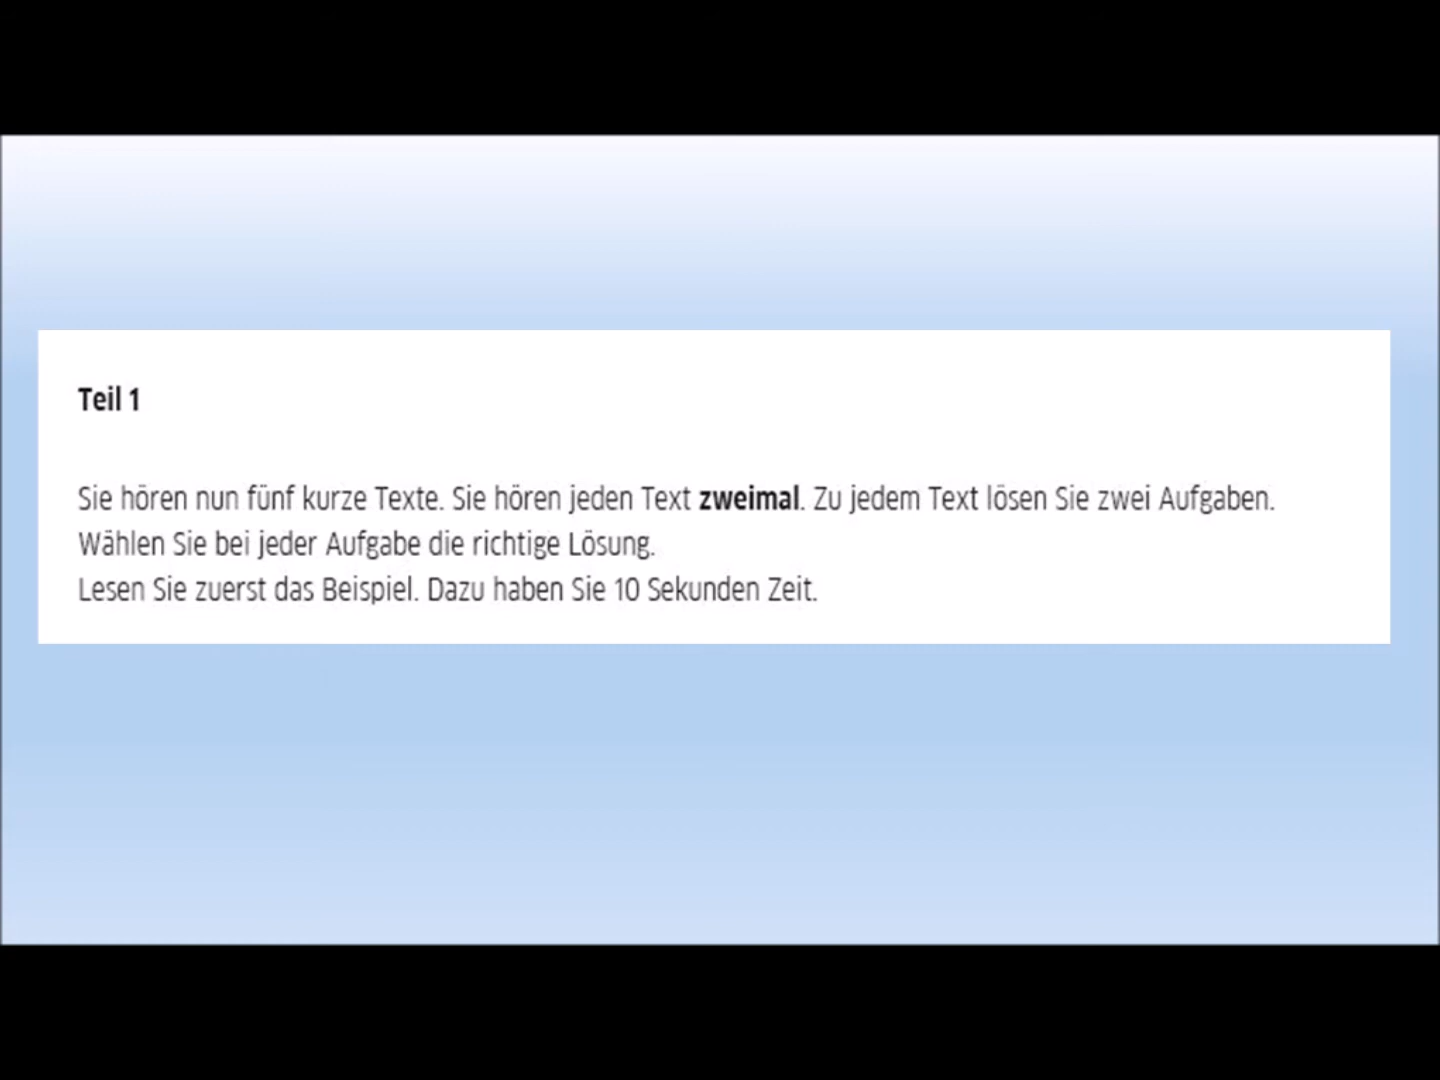 Teil 1
Sie hören nun fünf kurze Texte. Sie hören jeden Text zweimal. Zu jedem Text lösen Sie zwei Aufgaben.
Wählen Sie bei jeder Aufgabe die richtige Lösung.
Lesen Sie zuerst das Beispiel. Dazu haben Sie 10 Sekunden Zeit.